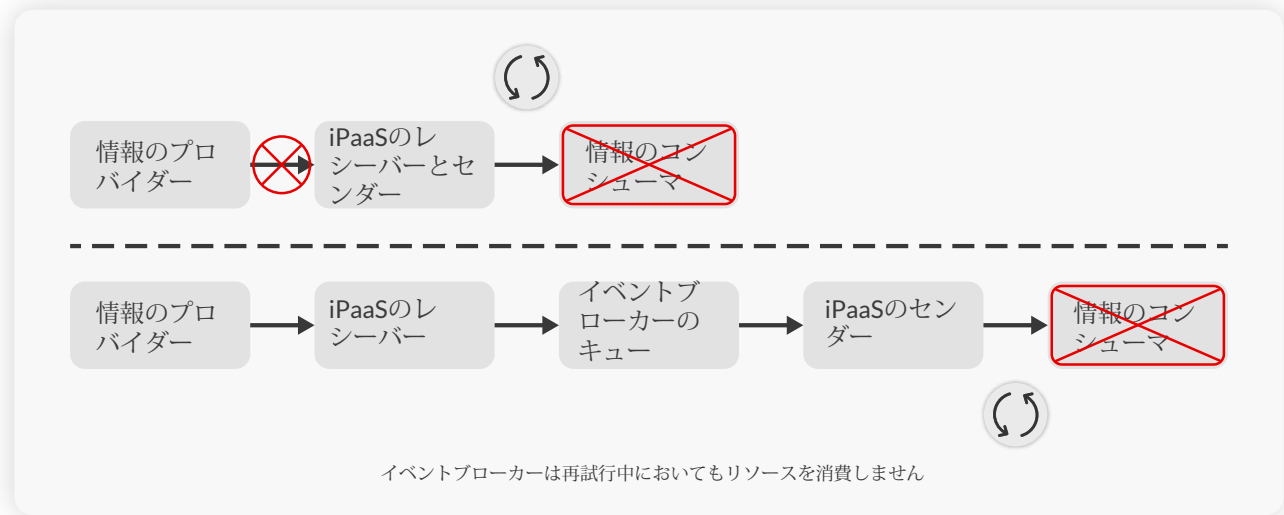 情報のプロ
バイダー
iPaaSのレ
シーバーとセ
ンダー
情報のコン
シューマ
情報のプロ
バイダー
iPaaSのレ
シーバー
イベントブ
ローカーの
キュー
iPaaSのセン
ダー
情報のコン
シューマ
イベントブローカーは再試行中においてもリソースを消費しません